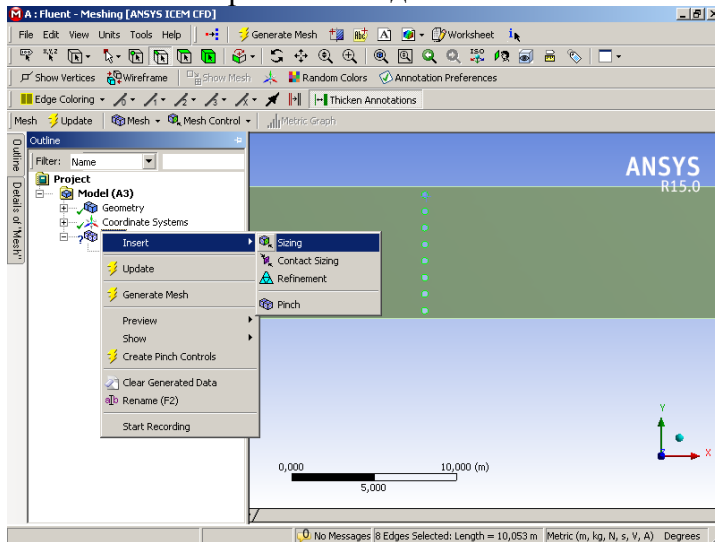 A : Fluent - Meshing [ANSYS ICEM CFD]
File Edit View Units Tools Help Generate Mesh A Worksheet i
Show Vertices Wireframe Show Mesh Random Colors Annotation Preferences
Edge Coloring Thicken Annotations
Mesh Update Mesh Mesh Control Metric Graph
Outline
Details of "Mesh"
Outline
Filter: Name
Project
Model (A3)
Geometry
Coordinate Systems
Insert
Update
Generate Mesh
Preview
Show
Create Pinch Controls
Clear Generated Data
Rename (F2)
Start Recording
Sizing
Contact Sizing
Refinement
Pinch
ANSYS
R15.0
Y
X
0,000 10,000 (m)
5,000
No Messages 8 Edges Selected: Length = 10,053 m Metric (m, kg, N, s, V, A) Degrees